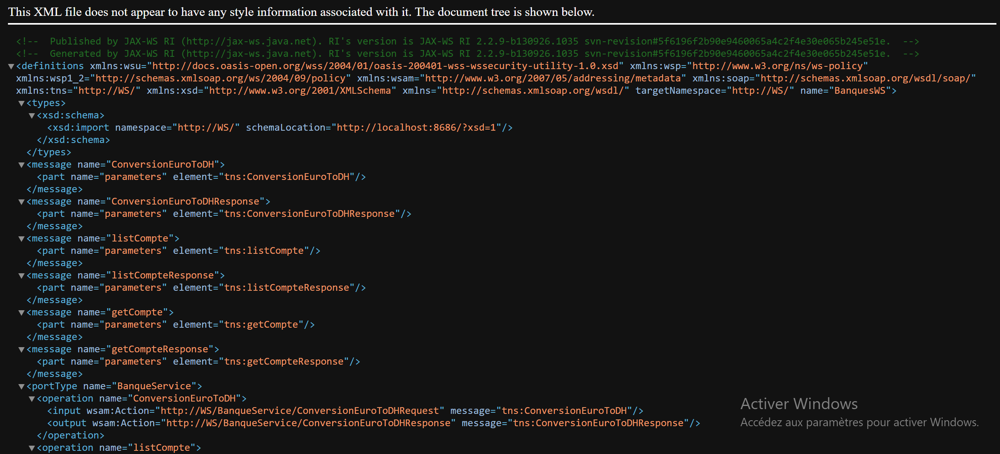 This XML file does not appear to have any style information associated with it. The document tree is shown below.
<!--  Published by JAX-WS RI (http://jax-ws.java.net). RI's version is JAX-WS RI 2.2.9-b130926.1035 svn-revision#5f6196f2b90e9460065a4c2f4e30e065b245e51e.  -->
<!--  Generated by JAX-WS RI (http://jax-ws.java.net). RI's version is JAX-WS RI 2.2.9-b130926.1035 svn-revision#5f6196f2b90e9460065a4c2f4e30e065b245e51e.  -->
▼<definitions xmlns:wsu="http://docs.oasis-open.org/wss/2004/01/oasis-200401-wss-wssecurity-utility-1.0.xsd" xmlns:wsp="http://www.w3.org/ns/ws-policy"
xmlns:wsp1_2="http://schemas.xmlsoap.org/ws/2004/09/policy" xmlns:wsam="http://www.w3.org/2007/05/addressing/metadata" xmlns:soap="http://schemas.xmlsoap.org/wsdl/soap/"
xmlns:tns="http://WS/" xmlns:xsd="http://www.w3.org/2001/XMLSchema" xmlns="http://schemas.xmlsoap.org/wsdl/" targetNamespace="http://WS/" name="BanquesWS">
▼<types>
▼<xsd:schema>
<xsd:import namespace="http://WS/" schemaLocation="http://localhost:8686/?xsd=1"/>
</xsd:schema>
</types>
▼<message name="ConversionEuroToDH">
<part name="parameters" element="tns:ConversionEuroToDH"/>
</message>
▼<message name="ConversionEuroToDHResponse">
<part name="parameters" element="tns:ConversionEuroToDHResponse"/>
</message>
▼<message name="listCompte">
<part name="parameters" element="tns:listCompte"/>
</message>
▼<message name="listCompteResponse">
<part name="parameters" element="tns:listCompteResponse"/>
</message>
▼<message name="getCompte">
<part name="parameters" element="tns:getCompte"/>
</message>
▼<message name="getCompteResponse">
<part name="parameters" element="tns:getCompteResponse"/>
</message>
▼<portType name="BanqueService">
▼<operation name="ConversionEuroToDH">
<input wsam:Action="http://WS/BanqueService/ConversionEuroToDHRequest" message="tns:ConversionEuroToDH"/>
<output wsam:Action="http://WS/BanqueService/ConversionEuroToDHResponse" message="tns:ConversionEuroToDHResponse"/>
</operation>
▼<operation name="listCompte">
Activer Windows
Accédez aux paramètres pour activer Windows.